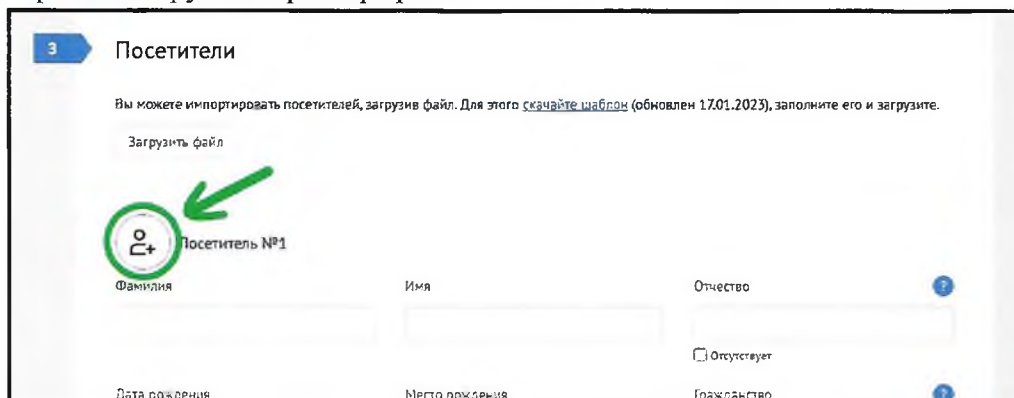 3
Посетители
Вы можете импортировать посетителей, загрузив файл. Для этого скачайте шаблон (обновлен 17.01.2023), заполните его и загрузите.
Загрузить файл
Посетитель №1
Фамилия Имя Отчество ?
Отсутствует
Дата рождения Место рождения Гражданство ?